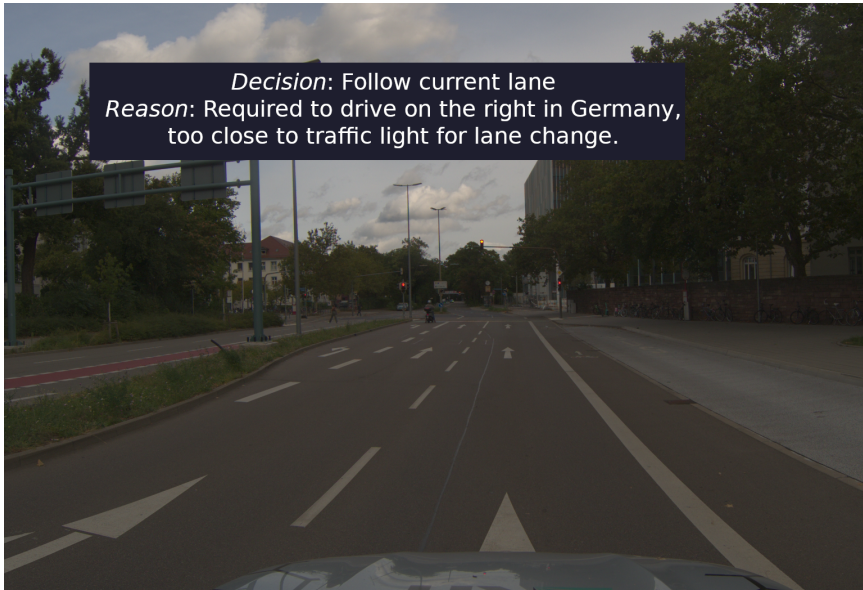 Decision: Follow current lane
Reason: Required to drive on the right in Germany,
too close to traffic light for lane change.